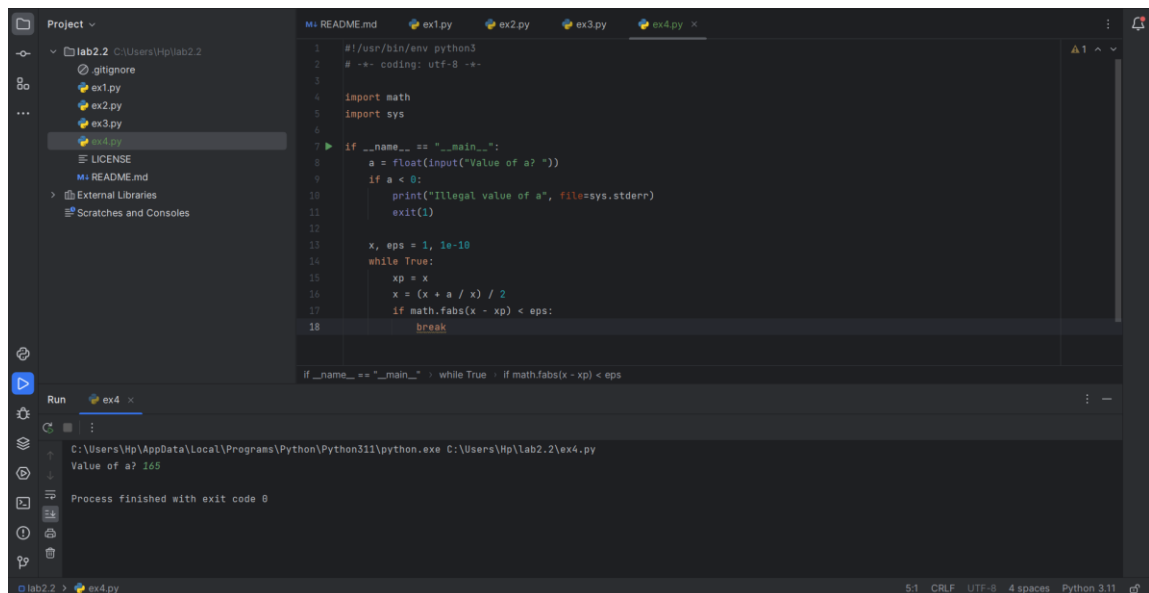 Project
lab2.2 C:\Users\Hp\lab2.2
.gitignore
ex1.py
ex2.py
ex3.py
ex4.py
LICENSE
M↓ README.md
External Libraries
Scratches and Consoles
M↓ README.md ex1.py ex2.py ex3.py ex4.py
1 #!/usr/bin/env python3
2 # -*- coding: utf-8 -*-
3
4 import math
5 import sys
6
7 if __name__ == "__main__":
8 a = float(input("Value of a? "))
9 if a < 0:
10 print("Illegal value of a", file=sys.stderr)
11 exit(1)
12
13 x, eps = 1, 1e-10
14 while True:
15 xp = x
16 x = (x + a / x) / 2
17 if math.fabs(x - xp) < eps:
18 break
1
if __name__ == "__main__" › while True › if math.fabs(x - xp) < eps
Run ex4
C:\Users\Hp\AppData\Local\Programs\Python\Python311\python.exe C:\Users\Hp\lab2.2\ex4.py
Value of a? 165
Process finished with exit code 0
lab2.2 > ex4.py 5:1 CRLF UTF-8 4 spaces Python 3.11